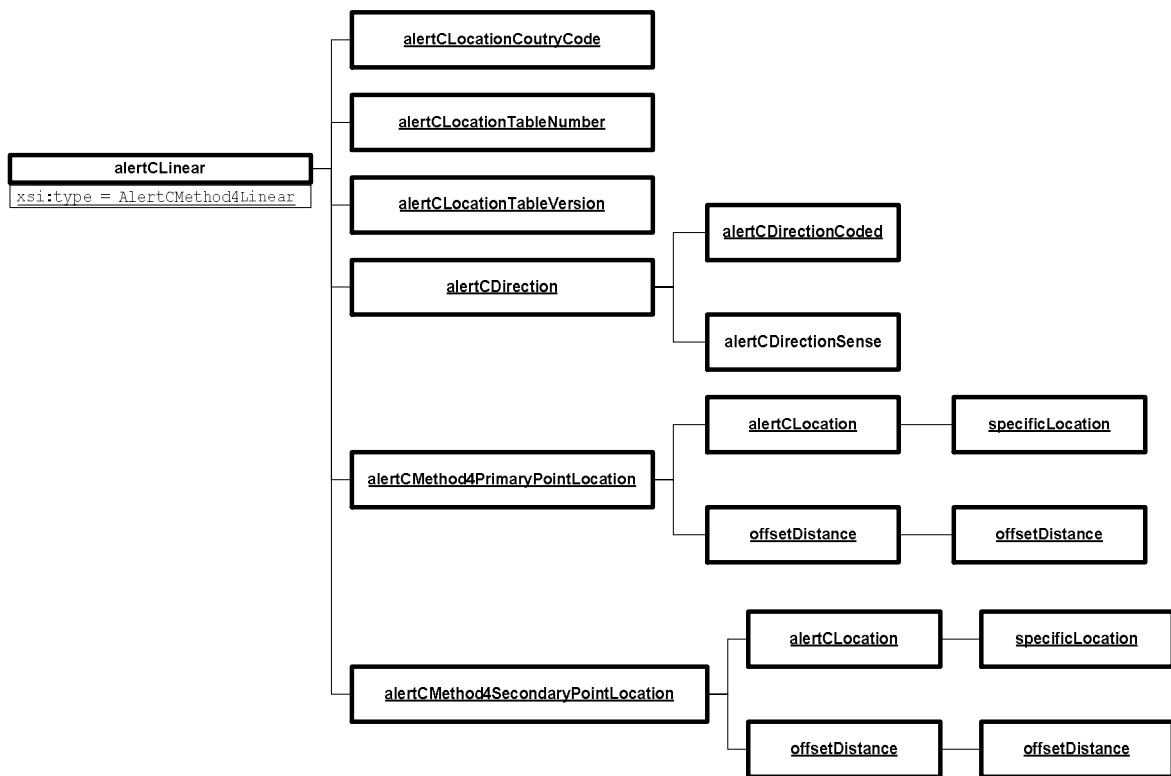 alertCLocationCoutryCode
alertCLocationTableNumber
alertCLinear
xsi:type = AlertCMethod4Linear
alertCLocationTableVersion
alertCDirectionCoded
alertCDirection
alertCDirectionSense
alertCLocation
specificLocation
alertCMethod4PrimaryPointLocation
offsetDistance
offsetDistance
alertCLocation
specificLocation
alertCMethod4SecondaryPointLocation
offsetDistance
offsetDistance